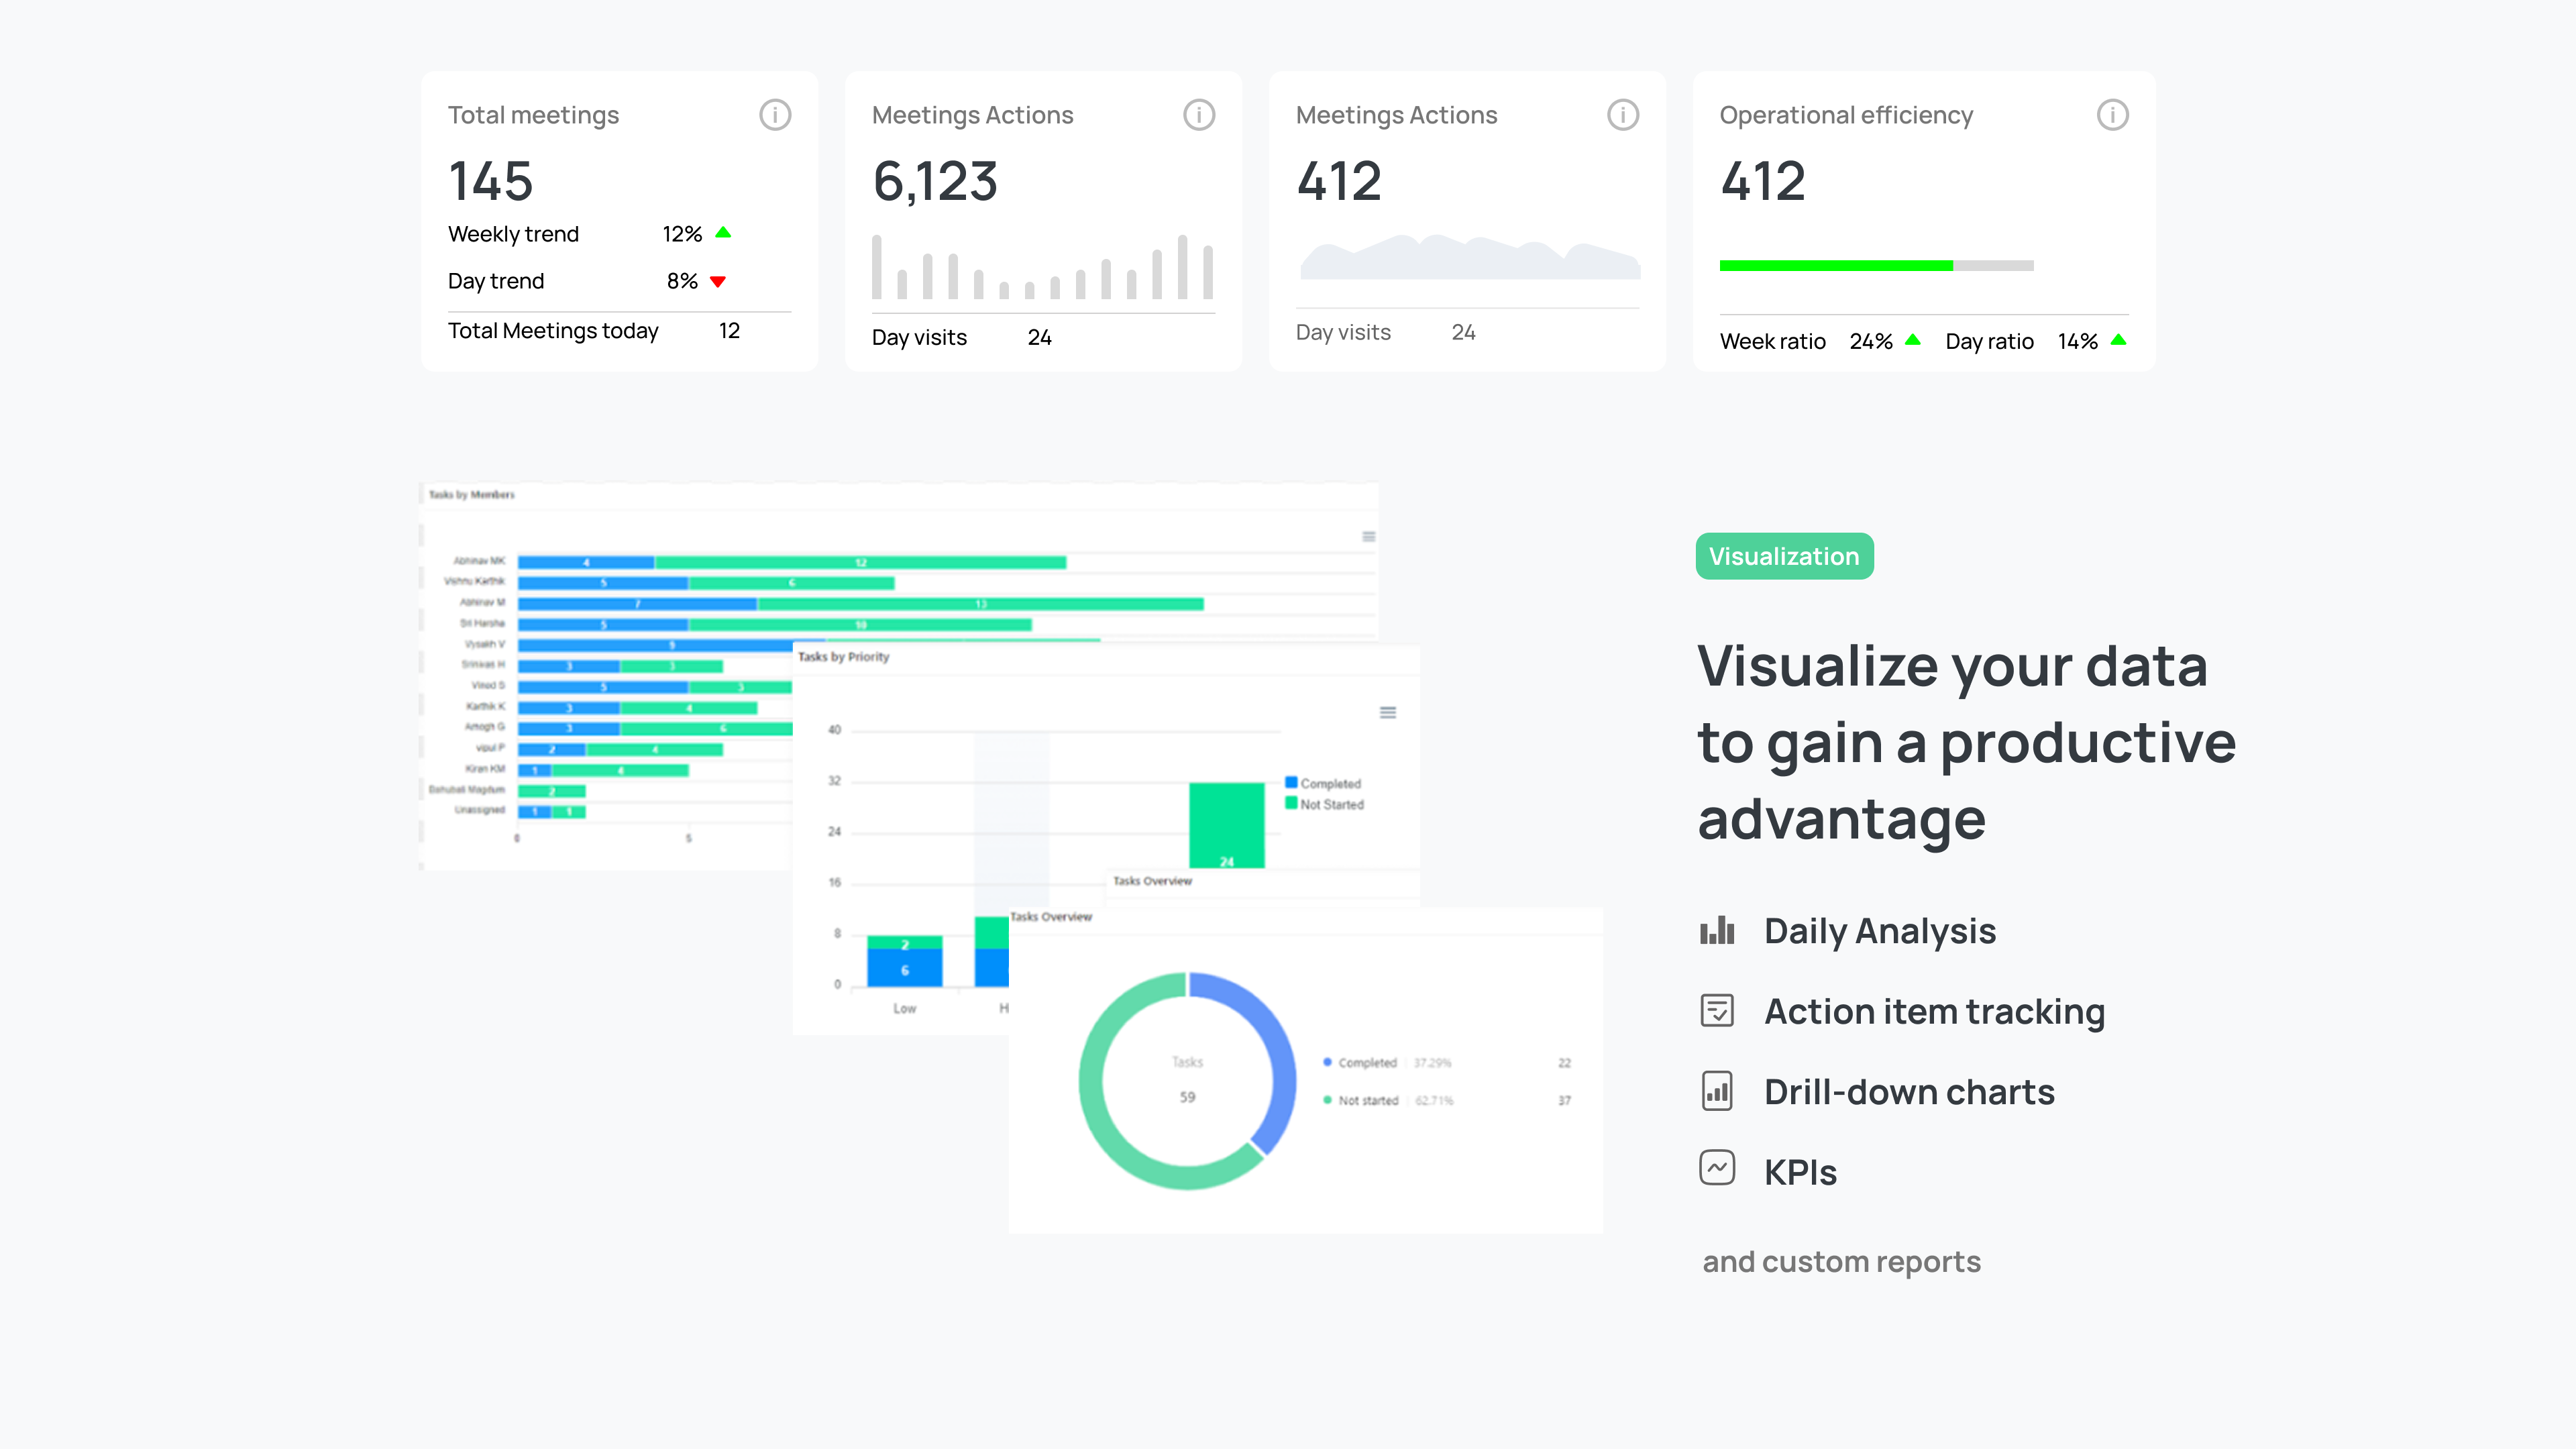 Total meetings
145
Weekly trend 12%
Day trend 8%
Total Meetings today 12
Meetings Actions
6,123
Day visits 24
Meetings Actions
412
Day visits 24
Operational efficiency
412
Week ratio 24% Day ratio 14%
Tasks by Members
Abhinav MK 4 12
Vishnu Karthik 5 6
Abhinav M 7 13
Sri Harsha 5 10
Vysakh V 9
Srinivas H 3 3
Vinod S 5 3
Karthik K 3 4
Amogh G 3 6
vipul P 2 4
Kiran KM 1 4
Bahubali Magdum 2
Unassigned 1 1
0 5
Tasks by Priority
40
32
24
16
8
0
Completed
Not Started
24
2
6
Low H
Tasks Overview
Tasks Overview
Tasks
59
Completed 37.29% 22
Not started 62.71% 37
Visualization
Visualize your data
to gain a productive
advantage
Daily Analysis
Action item tracking
Drill-down charts
KPIs
and custom reports